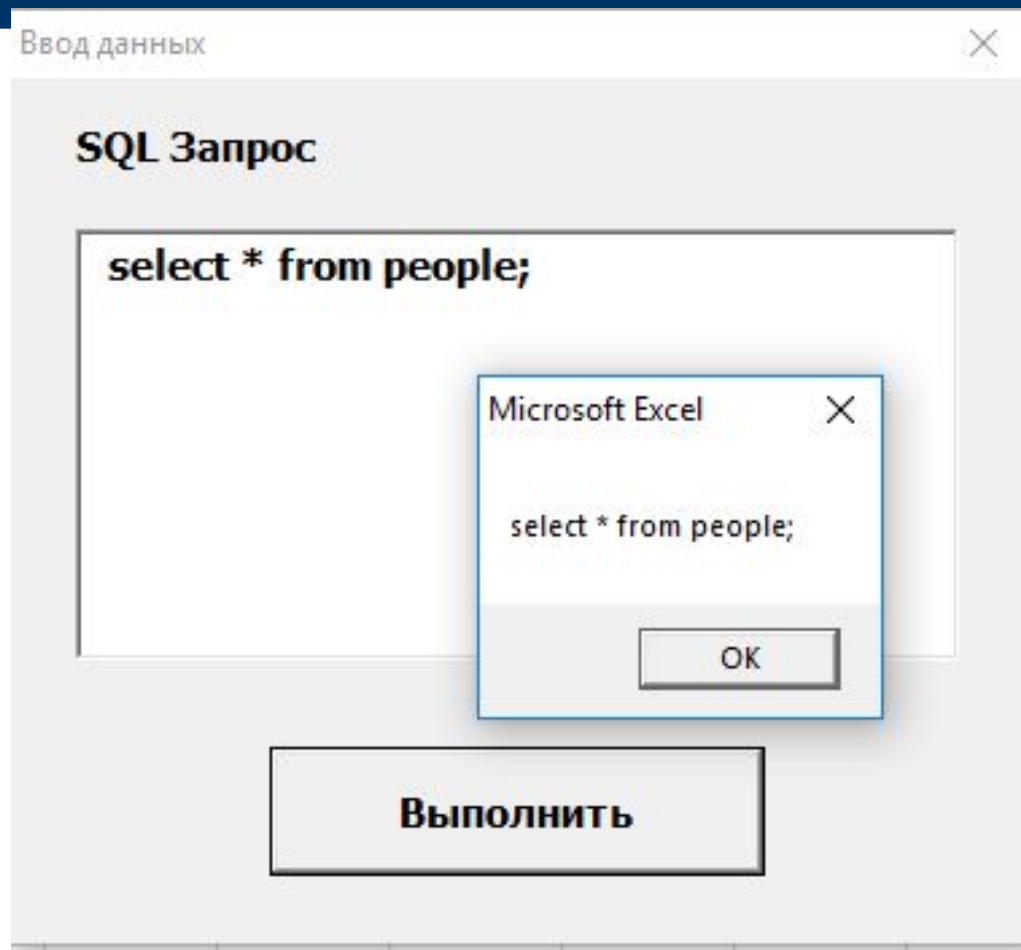 Ввод данных
SQL Запрос
select * from people;
Microsoft Excel
select * from people;
OK
Выполнить